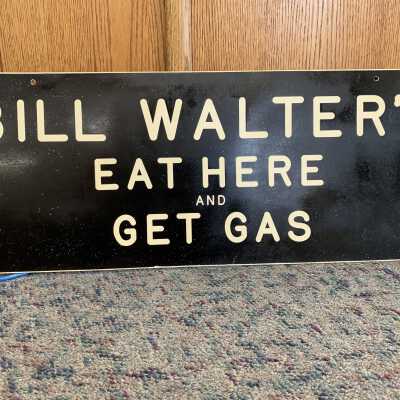 BILL WALTER'
EAT HERE
AND
GET GAS